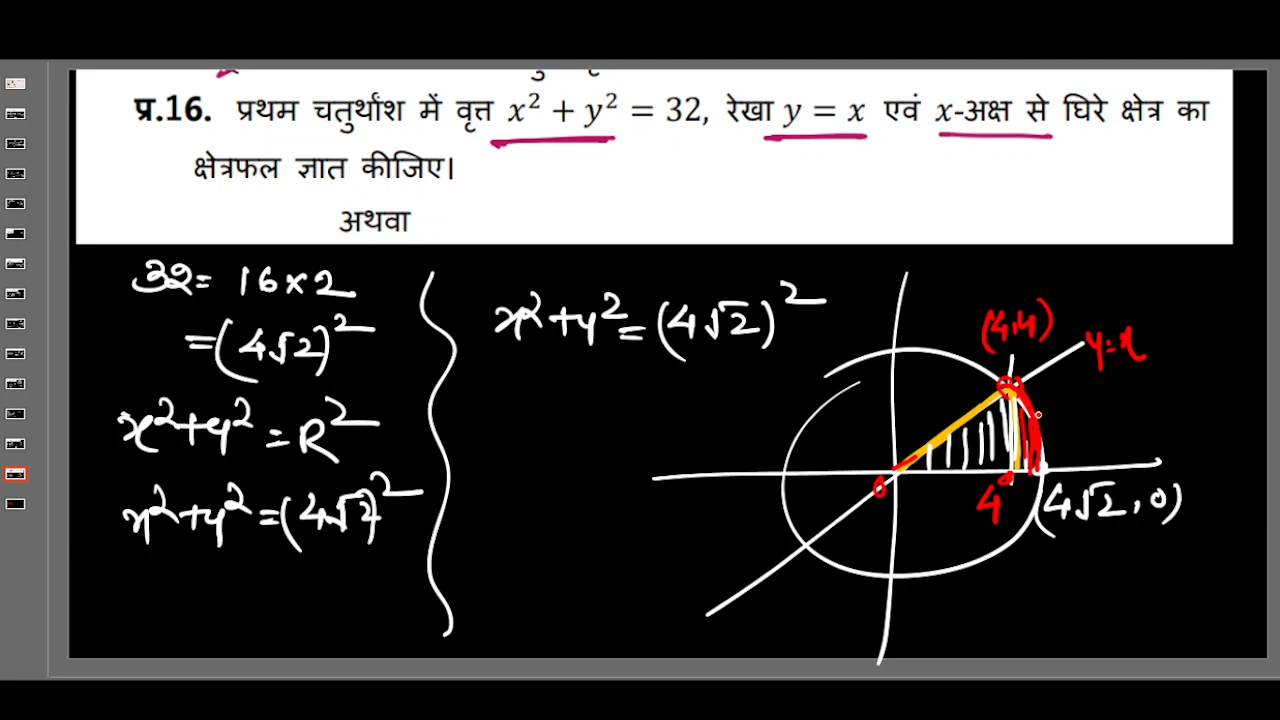 प्र.16. प्रथम चतुर्थांश में वृत्त x² + y² = 32, रेखा y = x एवं x-अक्ष से घिरे क्षेत्र का
क्षेत्रफल ज्ञात कीजिए।
अथवा
32 = 16 × 2
= (4√2)²
x² + y² = R²
x² + y² = (4√2)²
x² + y² = (4√2)²
(4,4)
y = x
0
4
(4√2, 0)